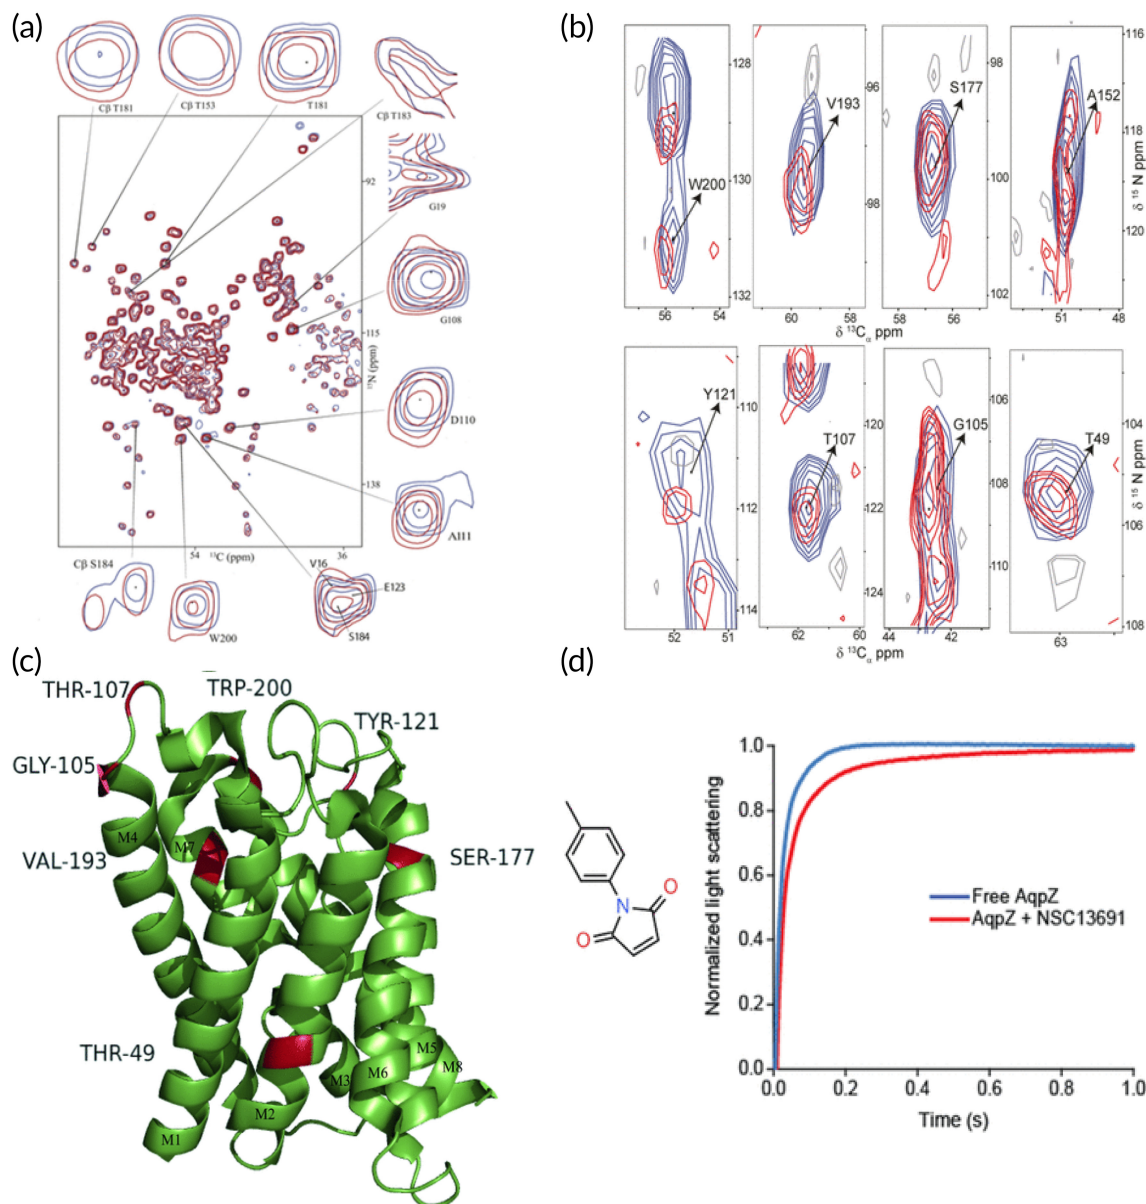 (a)
Cβ T181
Cβ T153
T181
Cβ T183
G19
G108
D110
A111
92
115
138
¹⁵N (ppm)
54
¹³C (ppm)
36
Cβ S184
W200
V16
E123
S184
(b)
128
130
132
W200
56
54
96
98
V193
60
58
S177
58
56
98
100
102
A152
51
48
116
118
120
δ ¹⁵N ppm
δ ¹³Cα ppm
110
112
114
Y121
52
51
T107
62
60
120
122
124
G105
44
42
106
108
110
T49
63
104
106
108
δ ¹⁵N ppm
δ ¹³Cα ppm
(c)
THR-107
TRP-200
TYR-121
GLY-105
M4
M7
VAL-193
SER-177
THR-49
M5
M3
M6
M8
M2
M1
(d)
N
O
O
Normalized light scattering
1.0
0.8
0.6
0.4
0.2
0.0
Free AqpZ
AqpZ + NSC13691
0.0
0.2
0.4
0.6
0.8
1.0
Time (s)